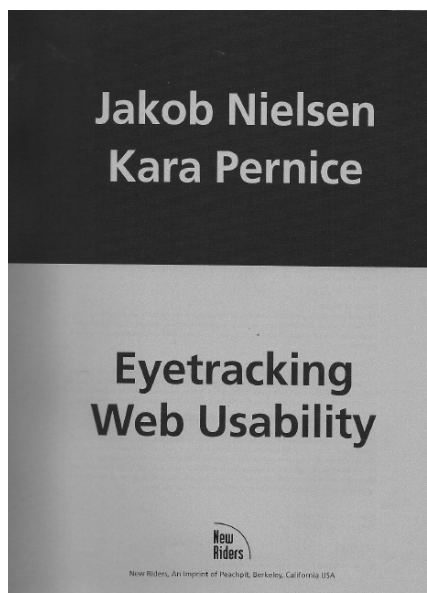 Jakob Nielsen
Kara Pernice
Eyetracking
Web Usability
New
Riders
New Riders, An Imprint of Peachpit, Berkeley, California USA